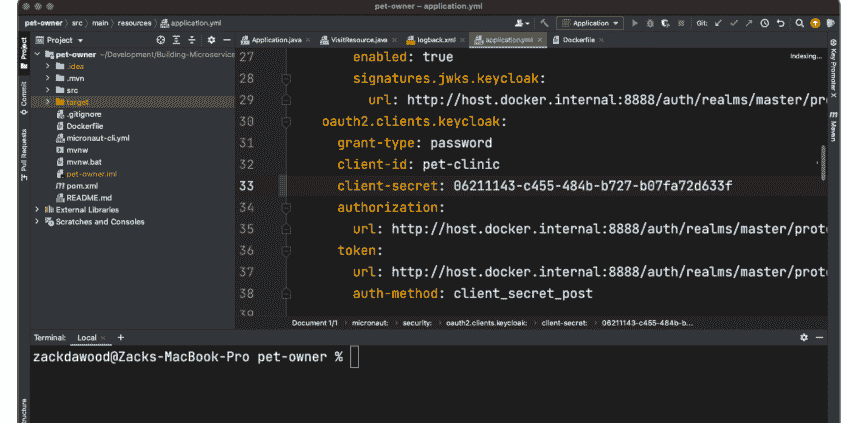 pet-owner – application.yml
pet-owner › src › main › resources › application.yml
Application
Git:
Project
Application.java
VisitResource.java
logback.xml
application.yml
Dockerfile
pet-owner ~/Development/Building-Microservice
.idea
.mvn
src
target
.gitignore
Dockerfile
micronaut-cli.yml
mvnw
mvnw.bat
pet-owner.iml
pom.xml
README.md
External Libraries
Scratches and Consoles
Project
Commit
Pull Requests
Indexing...
Key Promoter X
Maven
27 enabled: true
28 signatures.jwks.keycloak:
29 url: http://host.docker.internal:8888/auth/realms/master/pro
30 oauth2.clients.keycloak:
31 grant-type: password
32 client-id: pet-clinic
33 client-secret: 06211143-c455-484b-b727-b07fa72d633f
34 authorization:
35 url: http://host.docker.internal:8888/auth/realms/master/prot
36 token:
37 url: http://host.docker.internal:8888/auth/realms/master/prot
38 auth-method: client_secret_post
39
Document 1/1 › micronaut: › security: › oauth2.clients.keycloak: › client-secret: › 06211143-c455-484b-b...
Terminal: Local × +
zackdawood@Zacks-MacBook-Pro pet-owner %